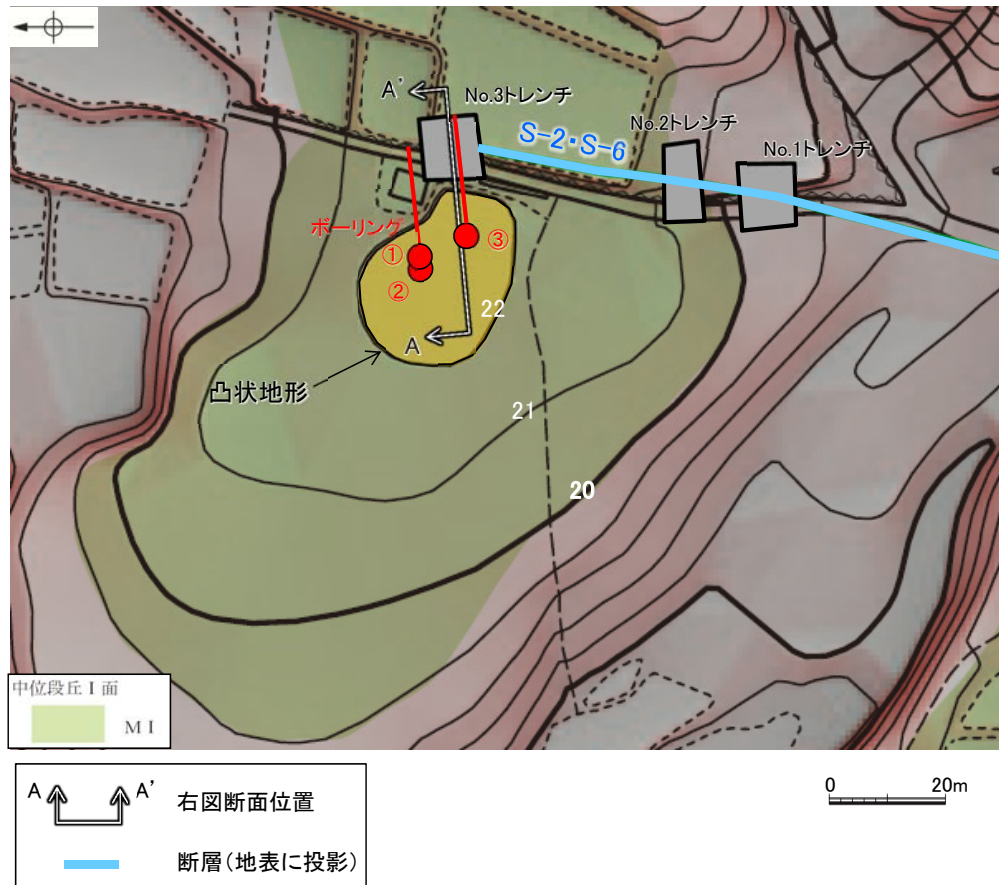 A'
No.3トレンチ
S-2・S-6
No.2トレンチ
No.1トレンチ
ボーリング
①
②
③
22
A
凸状地形
21
20
中位段丘Ⅰ面
MⅠ
A A' 右図断面位置
断層(地表に投影)
0 20m